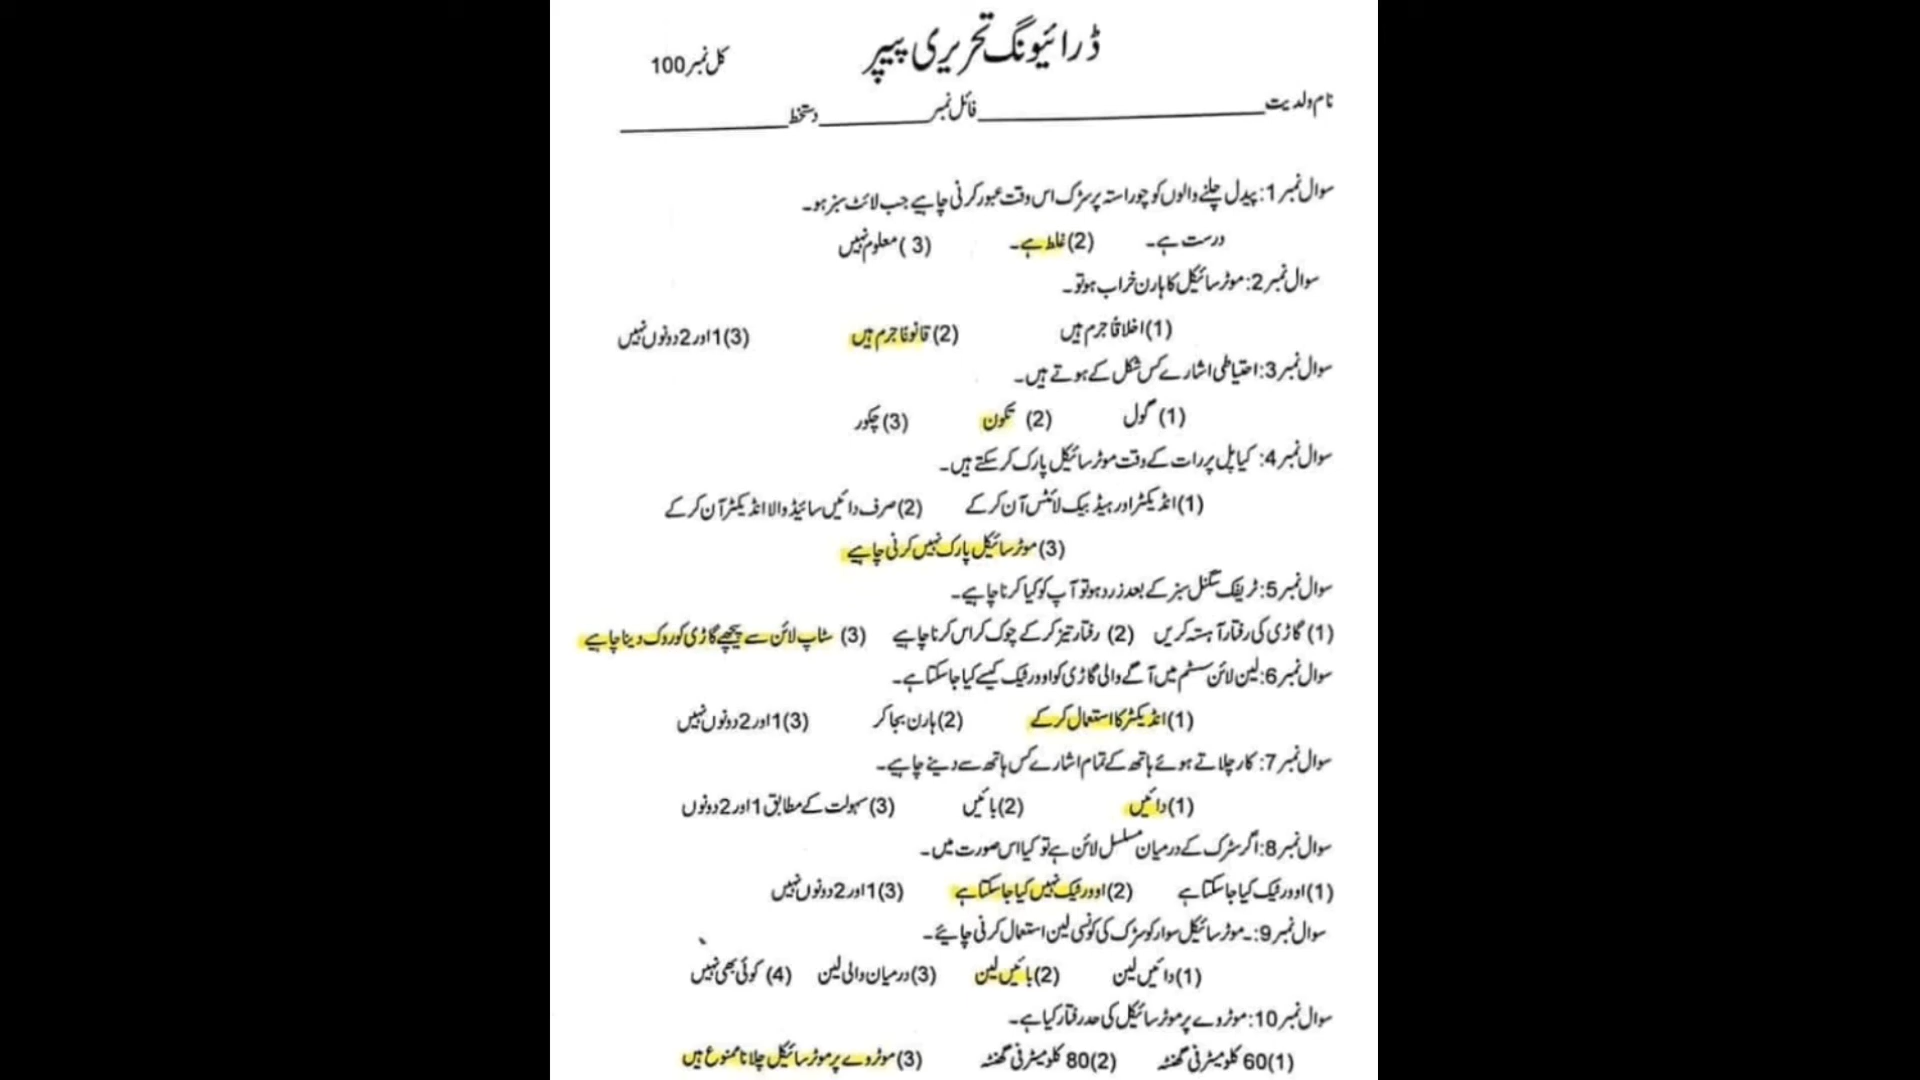 ڈرائیونگ تحریری پیپر
کل نمبر 100
نام ولدیت ____________ فائل نمبر ________ دستخط ____________
سوال نمبر 1: پیدل چلنے والوں کو چوراستہ پر سڑک اس وقت عبور کرنی چاہیے جب لائٹ سبز ہو۔
درست ہے۔ (2) غلط ہے۔ (3) معلوم نہیں
سوال نمبر 2: موٹر سائیکل کا ہارن خراب ہو تو۔
(1) اخلاقاً جرم ہیں (2) قانوناً جرم ہیں (3) 1 اور 2 دونوں نہیں
سوال نمبر 3: احتیاطی اشارے کس شکل کے ہوتے ہیں۔
(1) گول (2) تکون (3) چکور
سوال نمبر 4: کیا پل پر رات کے وقت موٹر سائیکل پارک کر سکتے ہیں۔
(1) انڈیکٹر اور ہیڈ بیک لائٹس آن کر کے (2) صرف دائیں سائیڈ والا انڈیکٹر آن کر کے
(3) موٹر سائیکل پارک نہیں کرنی چاہیے
سوال نمبر 5: ٹریفک سگنل سبز کے بعد زرد ہو تو آپ کو کیا کرنا چاہیے۔
(1) گاڑی کی رفتار آہستہ کریں (2) رفتار تیز کر کے چوک کراس کرنا چاہیے (3) سٹاپ لائن سے پیچھے گاڑی کو روک دینا چاہیے
سوال نمبر 6: لین لائن سسٹم میں آگے والی گاڑی کو اوور ٹیک کیسے کیا جا سکتا ہے۔
(1) انڈیکٹر کا استعمال کر کے (2) ہارن بجا کر (3) 1 اور 2 دونوں نہیں
سوال نمبر 7: کار چلاتے ہوئے ہاتھ کے تمام اشارے کس ہاتھ سے دینے چاہیے۔
(1) دائیں (2) بائیں (3) سہولت کے مطابق 1 اور 2 دونوں
سوال نمبر 8: اگر سڑک کے درمیان مسلسل لائن ہے تو کیا اس صورت میں۔
(1) اوور ٹیک کیا جا سکتا ہے (2) اوور ٹیک نہیں کیا جا سکتا ہے (3) 1 اور 2 دونوں نہیں
سوال نمبر 9:۔ موٹر سائیکل سوار کو سڑک کی کونسی لین استعمال کرنی چاہیئے۔
(1) دائیں لین (2) بائیں لین (3) درمیان والی لین (4) کوئی بھی نہیں
سوال نمبر 10: موٹروے پر موٹر سائیکل کی حد رفتار کیا ہے۔
(1) 60 کلومیٹر فی گھنٹہ (2) 80 کلومیٹر فی گھنٹہ (3) موٹروے پر موٹر سائیکل چلانا ممنوع ہیں